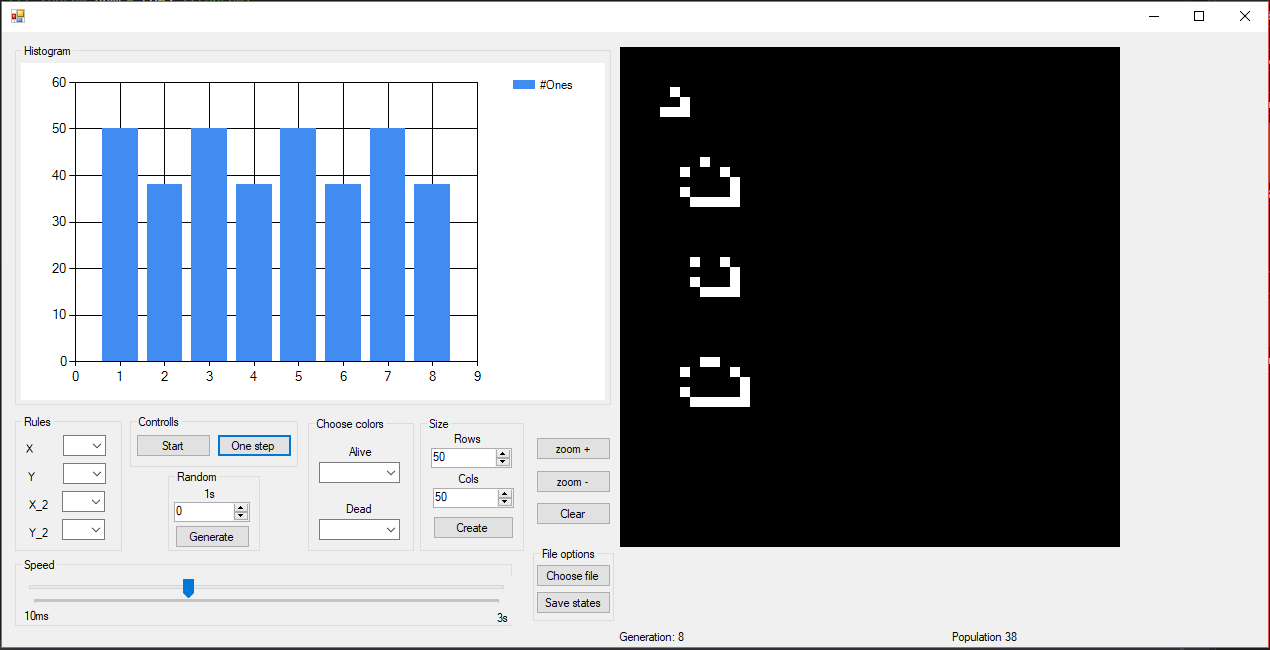 Histogram
60
50
40
30
20
10
0
0 1 2 3 4 5 6 7 8 9
#Ones
Rules
X
Y
X_2
Y_2
Controlls
Start One step
Random
1s
0
Generate
Choose colors
Alive
Dead
Size
Rows
50
Cols
50
Create
zoom +
zoom -
Clear
File options
Choose file
Save states
Speed
10ms 3s
Generation: 8 Population 38